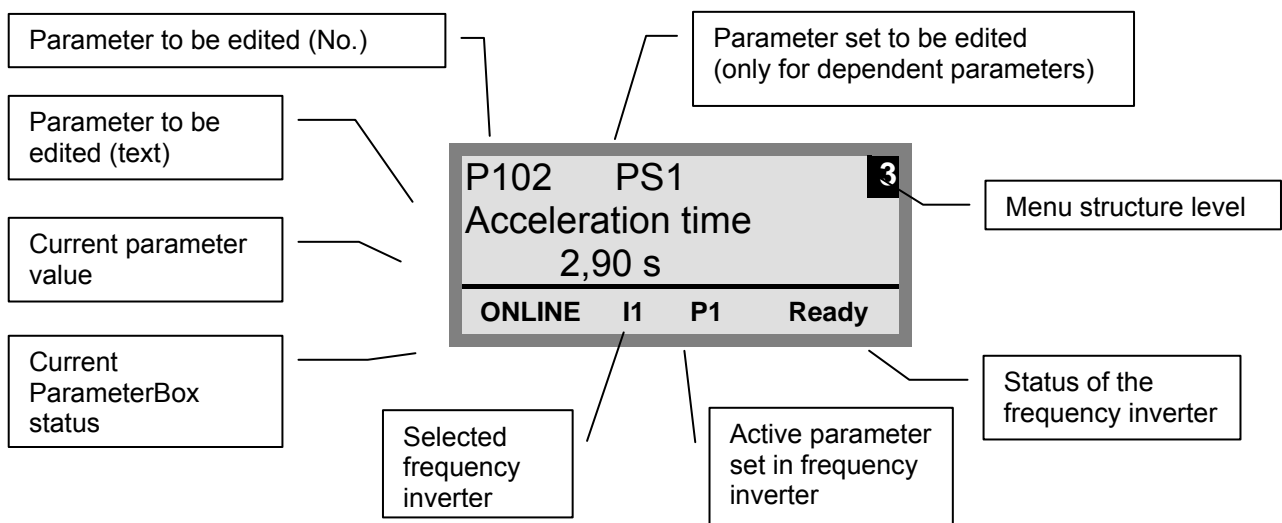 Parameter to be edited (No.)
Parameter set to be edited
(only for dependent parameters)
Parameter to be
edited (text)
P102 PS1 3
Acceleration time
2,90 s
ONLINE I1 P1 Ready
Menu structure level
Current parameter
value
Current
ParameterBox
status
Selected
frequency
inverter
Active parameter
set in frequency
inverter
Status of the
frequency inverter